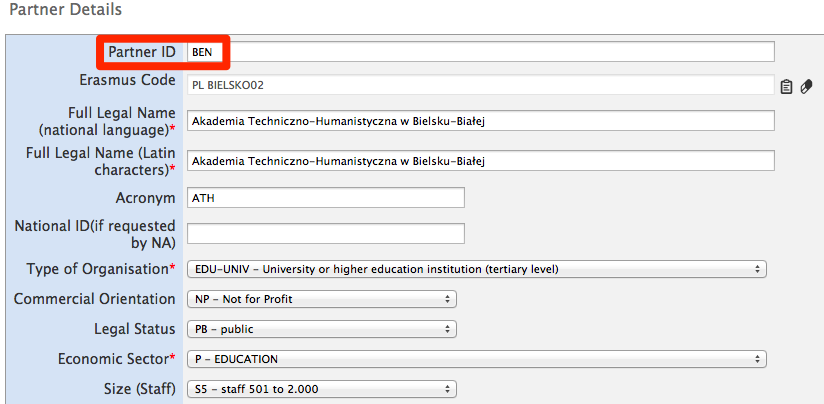 Partner Details
Partner ID BEN
Erasmus Code PL BIELSKO02
Full Legal Name
(national language)* Akademia Techniczno-Humanistyczna w Bielsku-Białej
Full Legal Name (Latin
characters)* Akademia Techniczno-Humanistyczna w Bielsku-Białej
Acronym ATH
National ID(if requested
by NA)
Type of Organisation* EDU-UNIV - University or higher education institution (tertiary level)
Commercial Orientation NP - Not for Profit
Legal Status PB - public
Economic Sector* P - EDUCATION
Size (Staff) S5 - staff 501 to 2.000